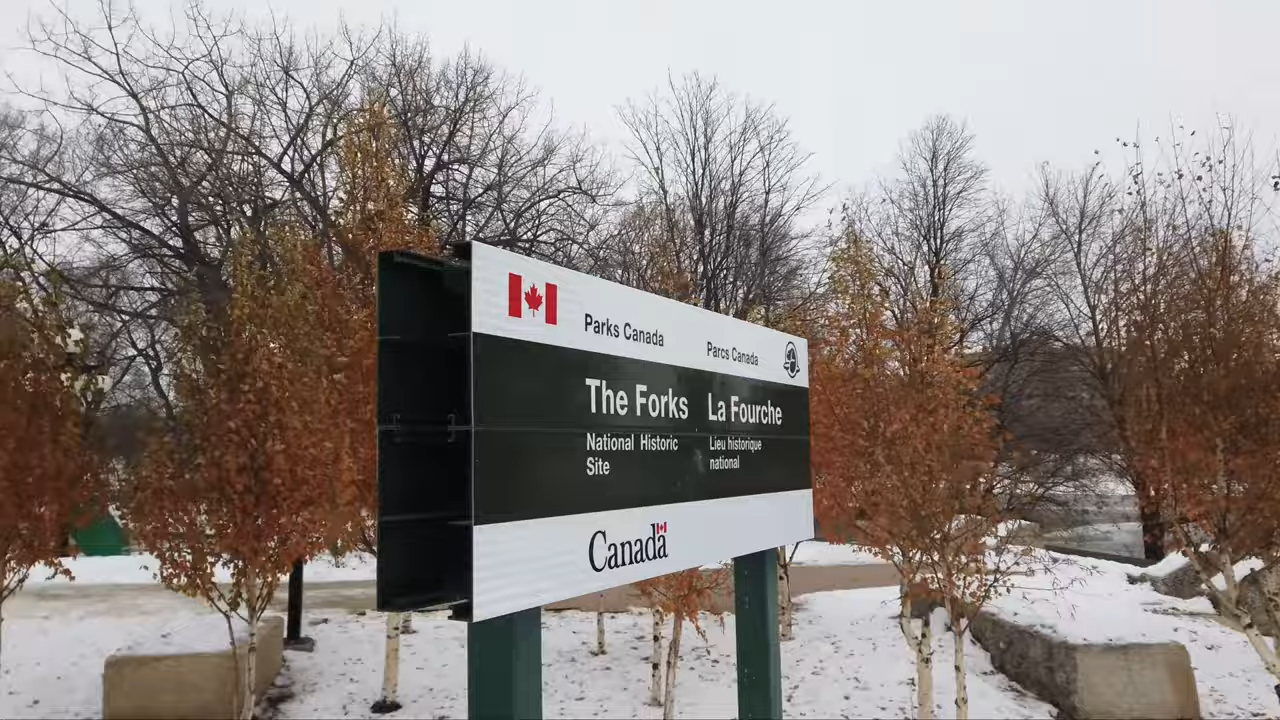 Parks Canada
Parcs Canada
The Forks
National Historic
Site
La Fourche
Lieu historique
national
Canada